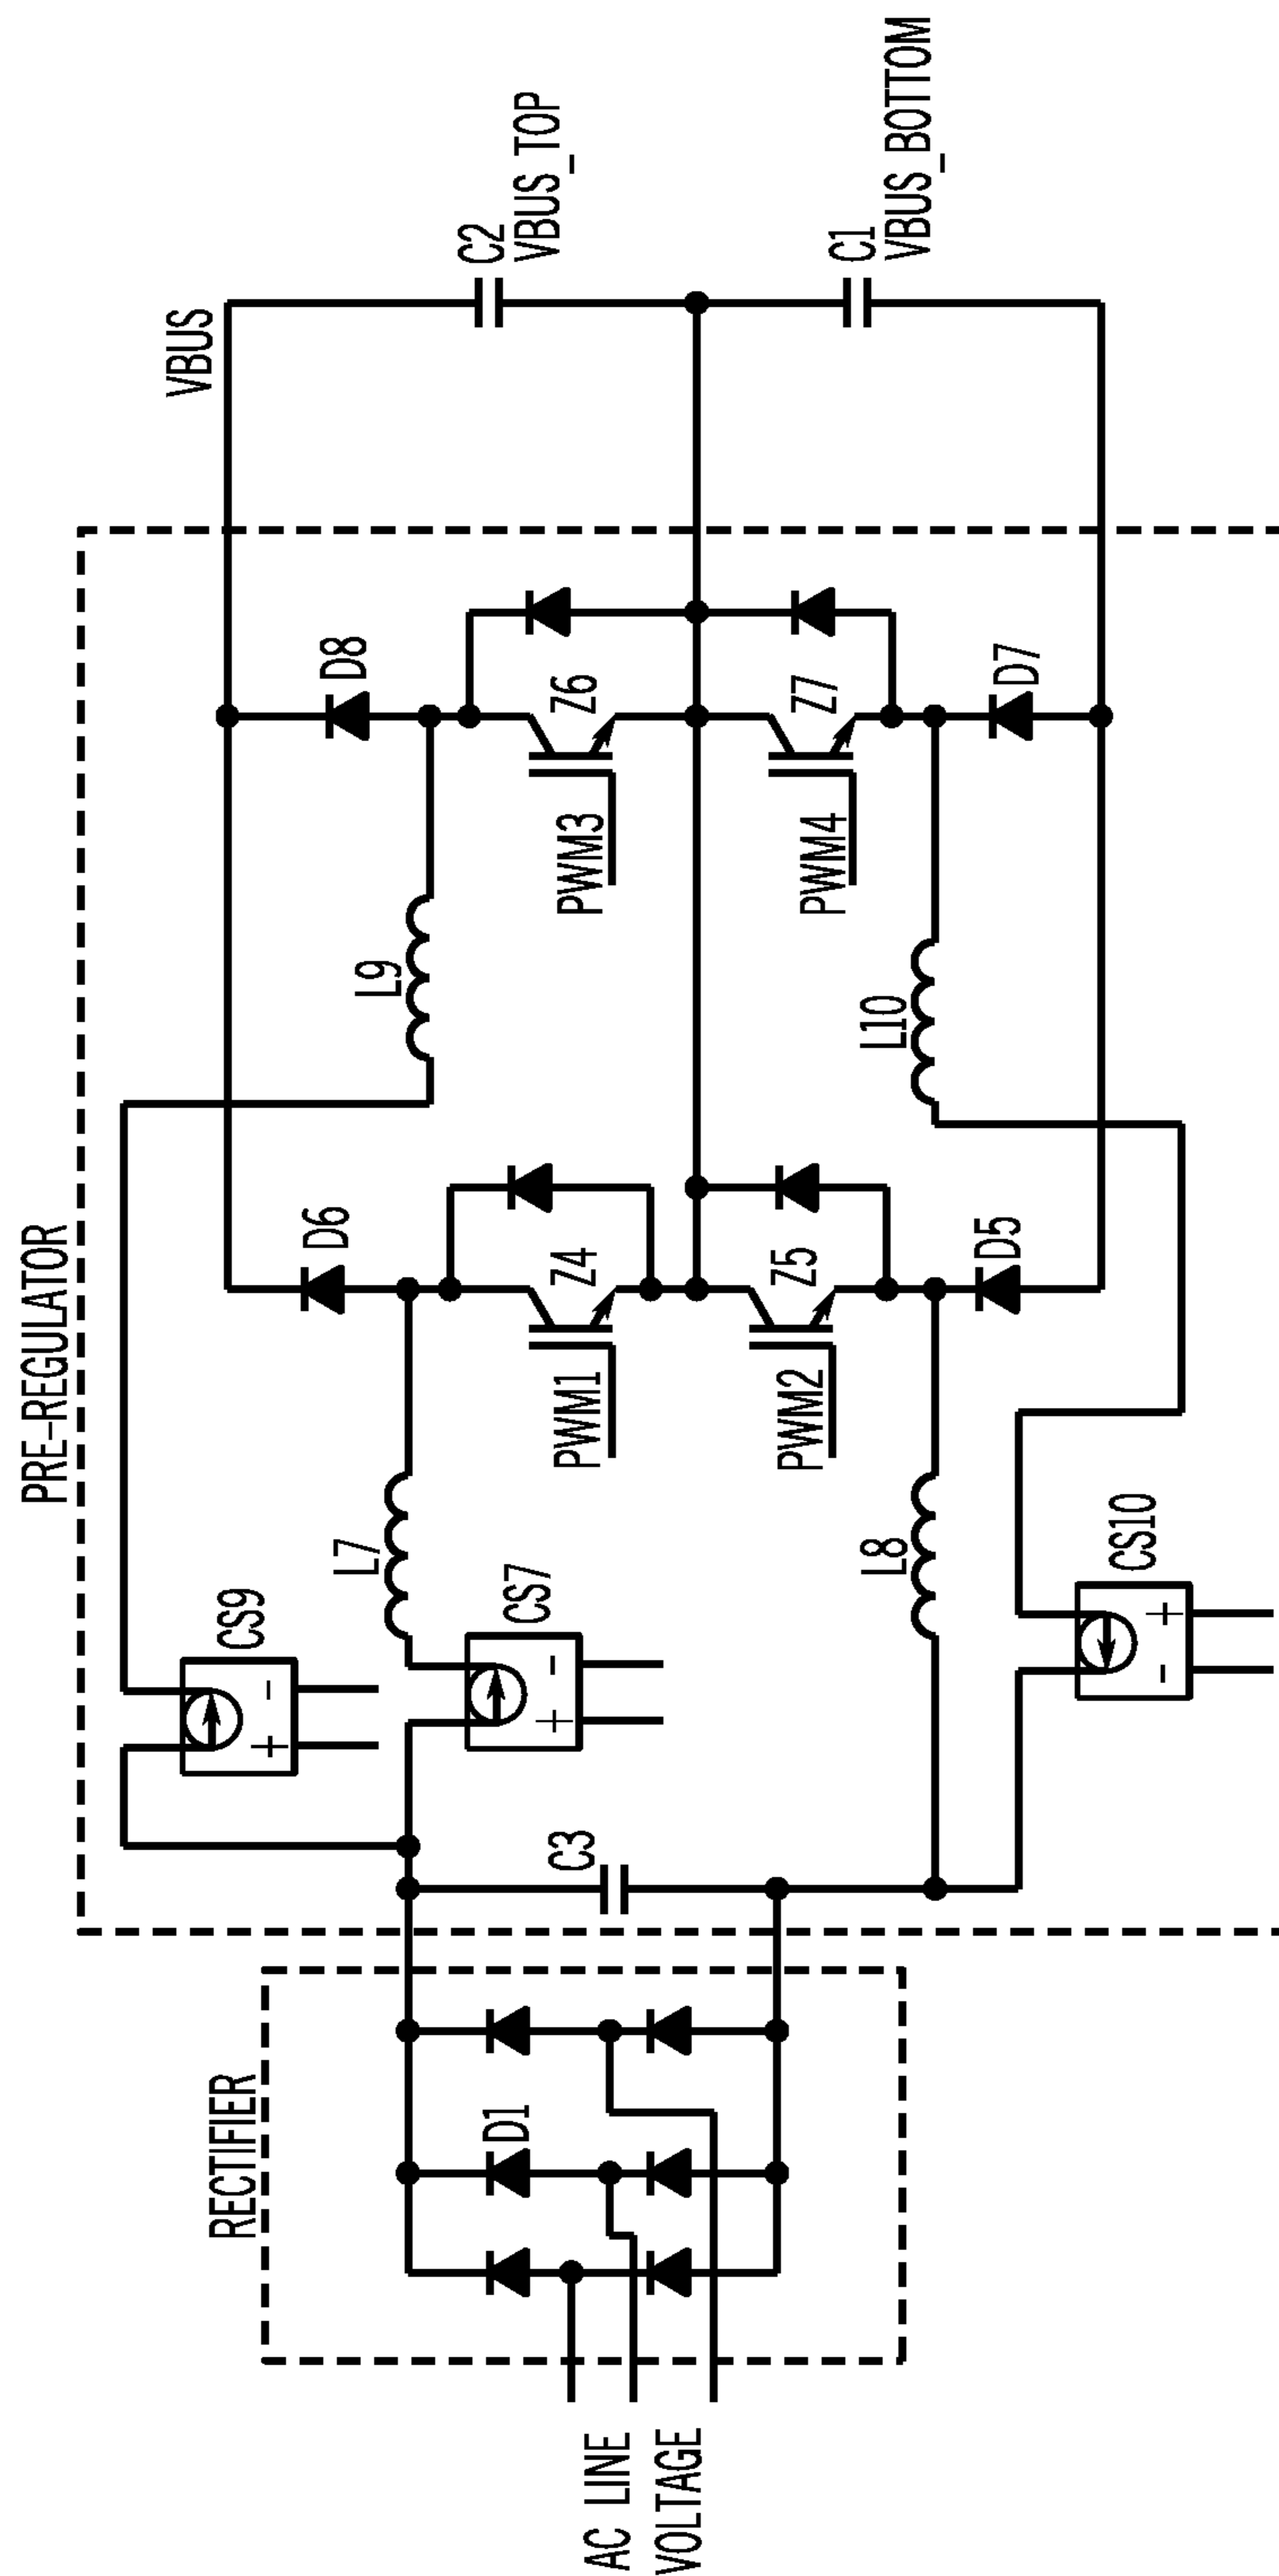 PRE-REGULATOR
RECTIFIER
AC LINE
VOLTAGE
D1
C3
CS9
CS7
CS10
+
-
+
-
-
+
L7
L8
L9
L10
D6
D5
D8
D7
Z4
Z5
Z6
Z7
PWM1
PWM2
PWM3
PWM4
VBUS
C2
VBUS_TOP
C1
VBUS_BOTTOM